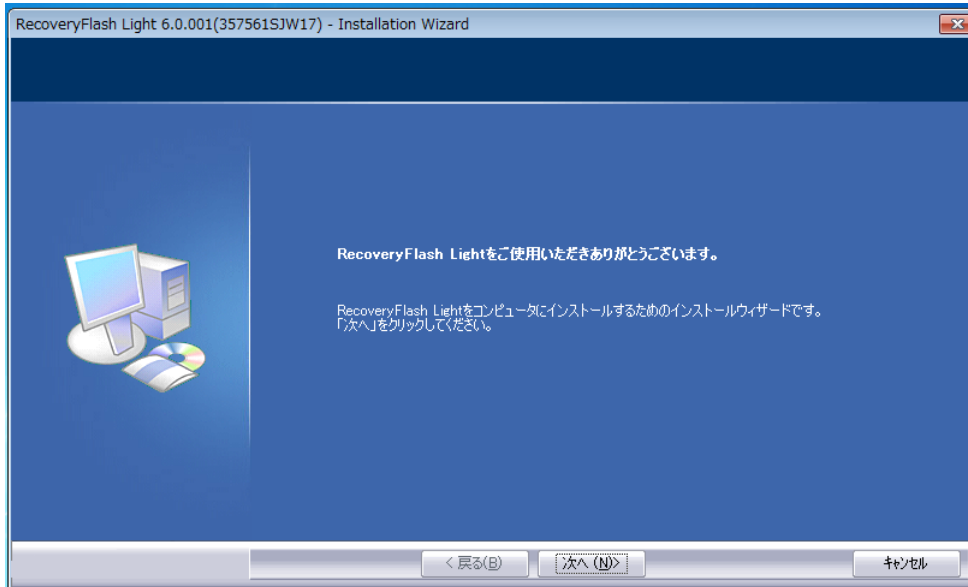 RecoveryFlash Light 6.0.001(357561SJW17) - Installation Wizard
RecoveryFlash Lightをご使用いただきありがとうございます。
RecoveryFlash Lightをコンピュータにインストールするためのインストールウィザードです。
「次へ」をクリックしてください。
< 戻る(B)
次へ (N)>
キャンセル